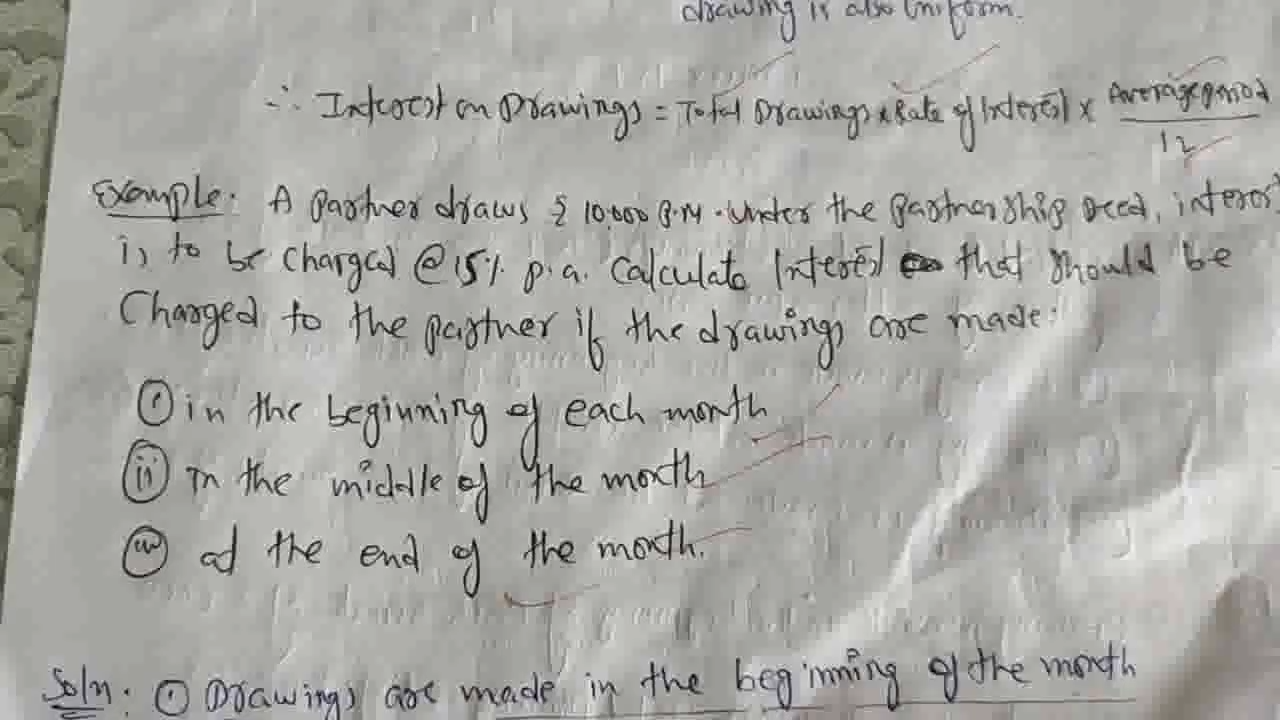 drawing is also Uniform.
∴ Interest on Drawings = Total Drawings x Rate of Interest x Average period / 12
Example: A Partner draws ₹ 10,000 P.M. Under the Partnership Deed, interest
is to be charged @ 15% p.a. Calculate Interest that should be
Charged to the partner if the drawings are made:
(i) in the beginning of each month
(ii) In the middle of the month
(iii) at the end of the month.
Soln: (i) Drawings are made in the beginning of the month